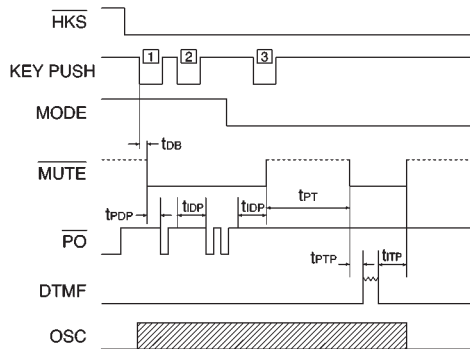 HKS
1 2 3
KEY PUSH
MODE
tDB
MUTE
tPDP tIDP tIDP tPT
PO
tPTP tITP
DTMF
OSC